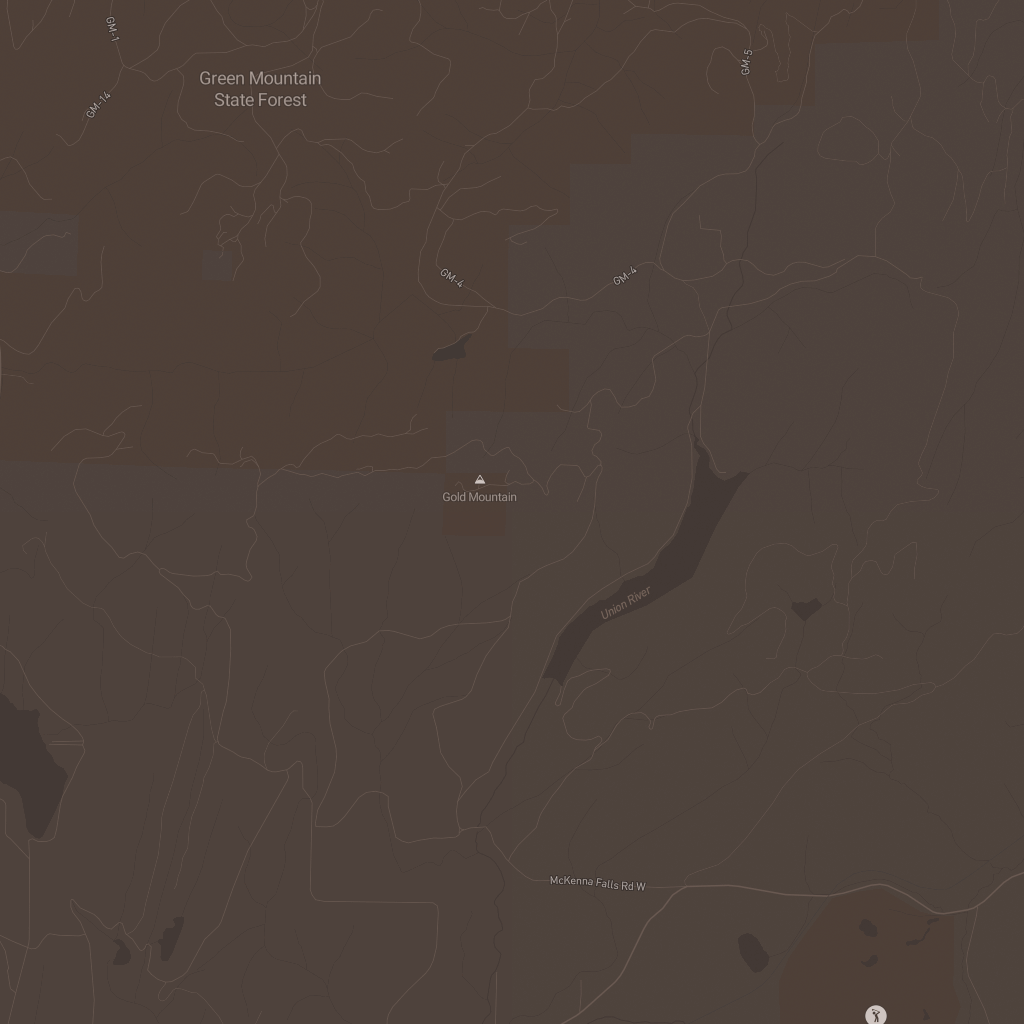 GM-1
GM-5
Green Mountain
State Forest
GM-14
GM-4
GM-4
Gold Mountain
Union River
McKenna Falls Rd W